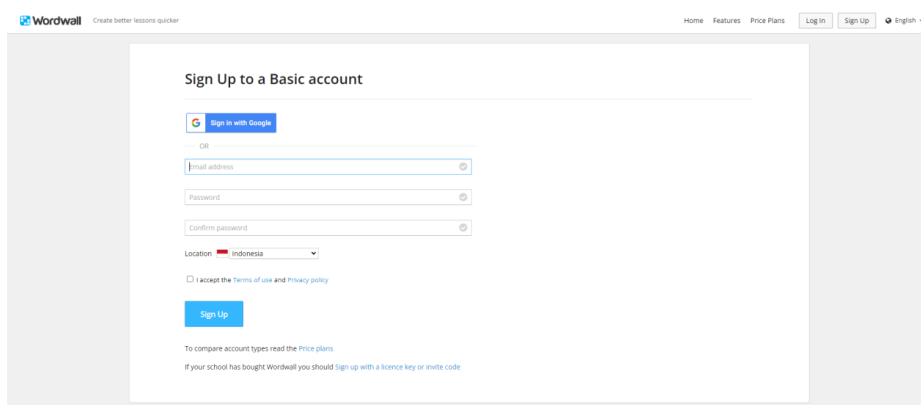 Wordwall Create better lessons quicker Home Features Price Plans Log In Sign Up English
Sign Up to a Basic account
Sign in with Google
OR
Email address
Password
Confirm password
Location Indonesia
I accept the Terms of use and Privacy policy
Sign Up
To compare account types read the Price plans
If your school has bought Wordwall you should Sign up with a licence key or invite code